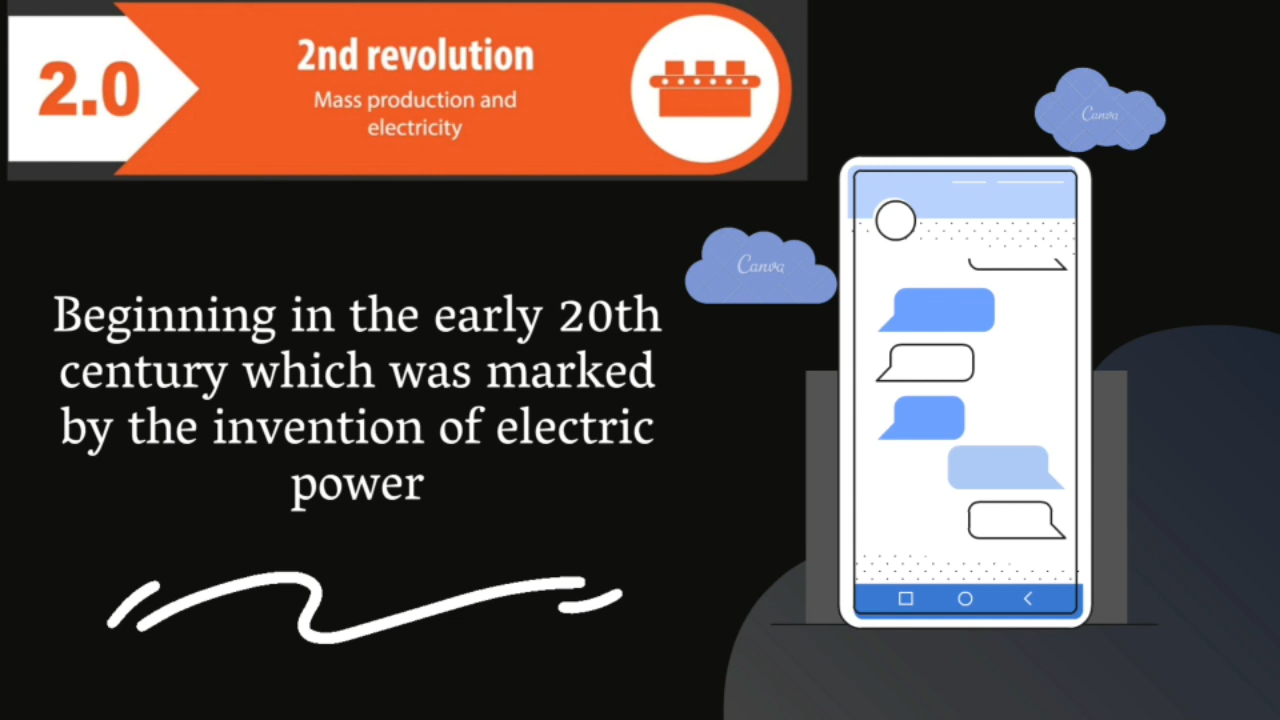 2.0
2nd revolution
Mass production and
electricity
Canva
Canva
Beginning in the early 20th
century which was marked
by the invention of electric
power